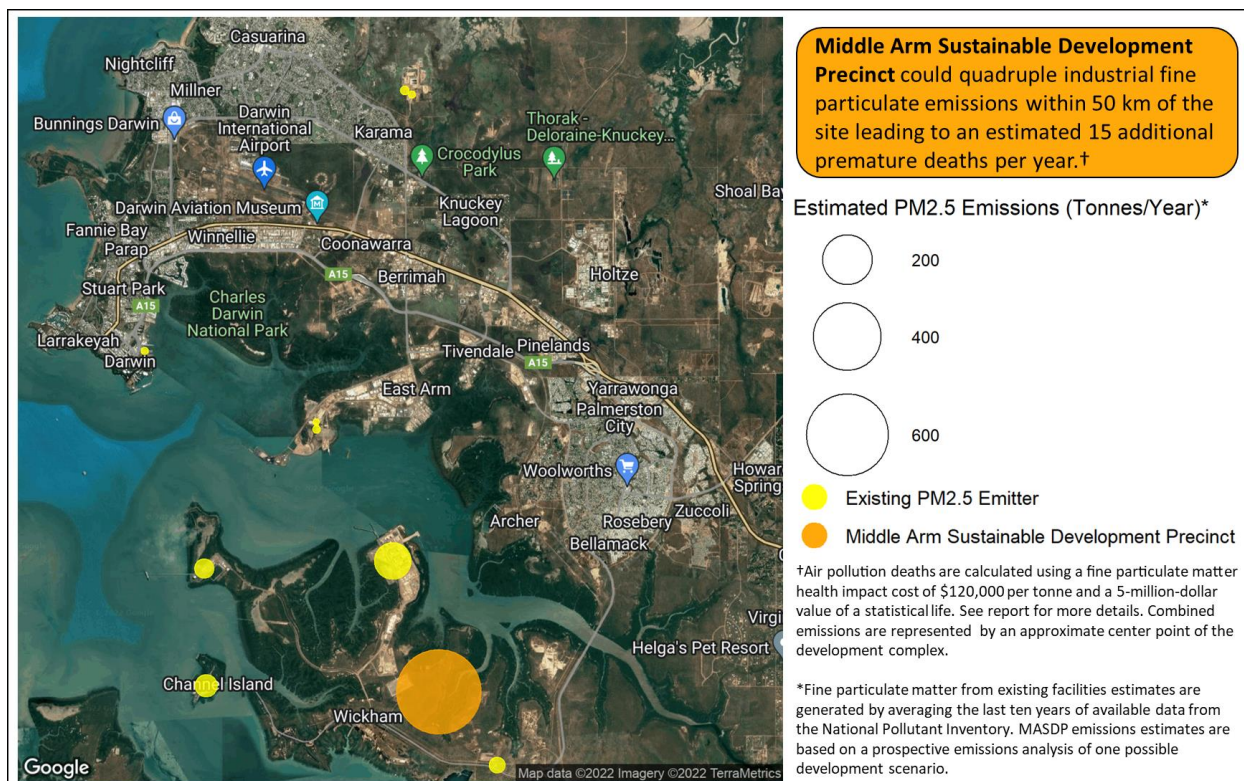 Casuarina
Nightcliff
Millner
Bunnings Darwin
Darwin
International
Airport
Karama
Thorak -
Deloraine-Knuckey...
Crocodylus
Park
Shoal Bay
Darwin Aviation Museum
Knuckey
Lagoon
Fannie Bay
Parap
Winnellie
Coonawarra
Berrimah
Holtze
A15
Stuart Park
A15
Charles
Darwin
National Park
Larrakeyah
Darwin
Tivendale
Pinelands
A15
East Arm
Yarrawonga
Palmerston
City
Woolworths
Howard
Springs
Archer
Rosebery
Zuccoli
Bellamack
Virgi
Helga's Pet Resort
Channel Island
Wickham
Google
Map data ©2022 Imagery ©2022 TerraMetrics
Middle Arm Sustainable Development
Precinct could quadruple industrial fine
particulate emissions within 50 km of the
site leading to an estimated 15 additional
premature deaths per year.†
Estimated PM2.5 Emissions (Tonnes/Year)*
200
400
600
Existing PM2.5 Emitter
Middle Arm Sustainable Development Precinct
†Air pollution deaths are calculated using a fine particulate matter
health impact cost of $120,000 per tonne and a 5-million-dollar
value of a statistical life. See report for more details. Combined
emissions are represented by an approximate center point of the
development complex.
*Fine particulate matter from existing facilities estimates are
generated by averaging the last ten years of available data from
the National Pollutant Inventory. MASDP emissions estimates are
based on a prospective emissions analysis of one possible
development scenario.